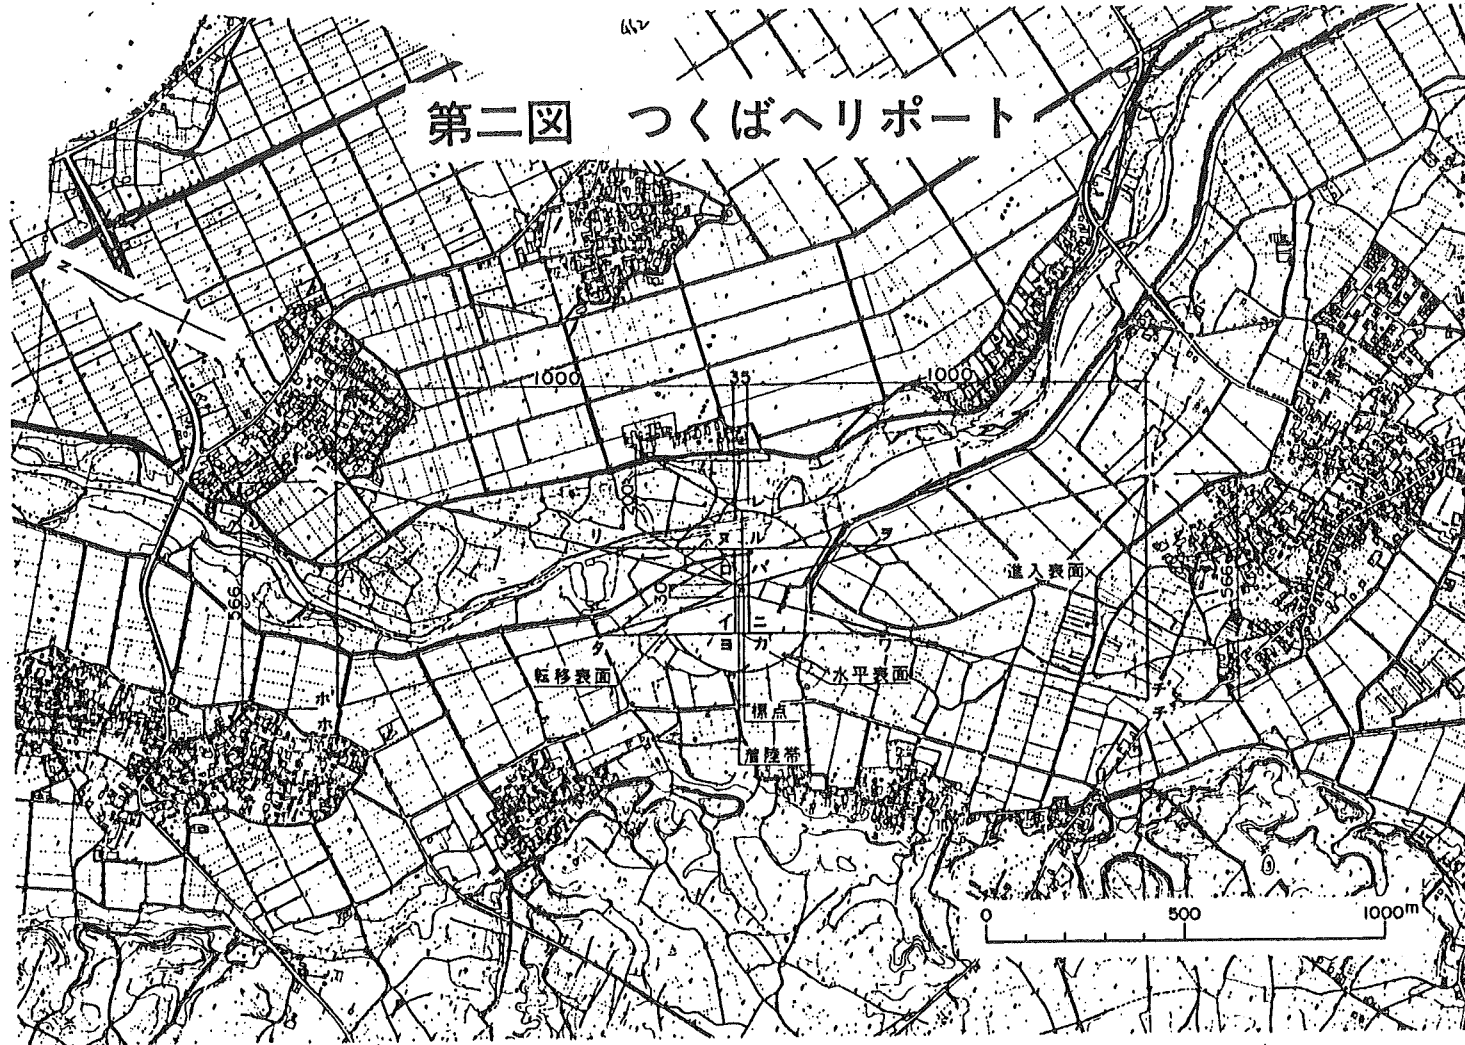 第二図 つくばヘリポート
N
1000 35 1000
200
リ ヌ ル ヲ
ロ ハ
進入表面
30
566 566
イ ニ
タ ヨ カ ワ
転移表面 水平表面
ホ チ
ホ チ
標点
着陸帯
0 500 1000m